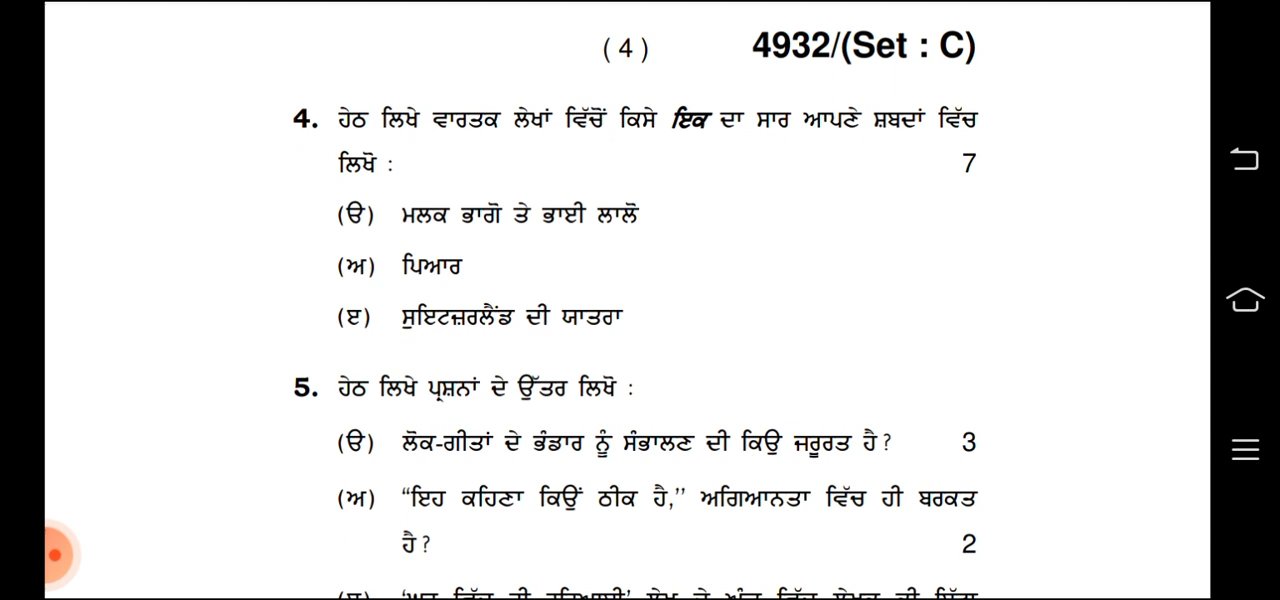 ( 4 ) 4932/(Set : C)
4. ਹੇਠ ਲਿਖੇ ਵਾਰਤਕ ਲੇਖਾਂ ਵਿੱਚੋਂ ਕਿਸੇ ਇਕ ਦਾ ਸਾਰ ਆਪਣੇ ਸ਼ਬਦਾਂ ਵਿੱਚ
ਲਿਖੋ : 7
(ੳ) ਮਲਕ ਭਾਗੋ ਤੇ ਭਾਈ ਲਾਲੋ
(ਅ) ਪਿਆਰ
(ੲ) ਸੁਇਟਜ਼ਰਲੈਂਡ ਦੀ ਯਾਤਰਾ
5. ਹੇਠ ਲਿਖੇ ਪ੍ਰਸ਼ਨਾਂ ਦੇ ਉੱਤਰ ਲਿਖੋ :
(ੳ) ਲੋਕ-ਗੀਤਾਂ ਦੇ ਭੰਡਾਰ ਨੂੰ ਸੰਭਾਲਣ ਦੀ ਕਿਉ ਜਰੂਰਤ ਹੈ? 3
(ਅ) “ਇਹ ਕਹਿਣਾ ਕਿਉਂ ਠੀਕ ਹੈ,’’ ਅਗਿਆਨਤਾ ਵਿੱਚ ਹੀ ਬਰਕਤ
ਹੈ? 2